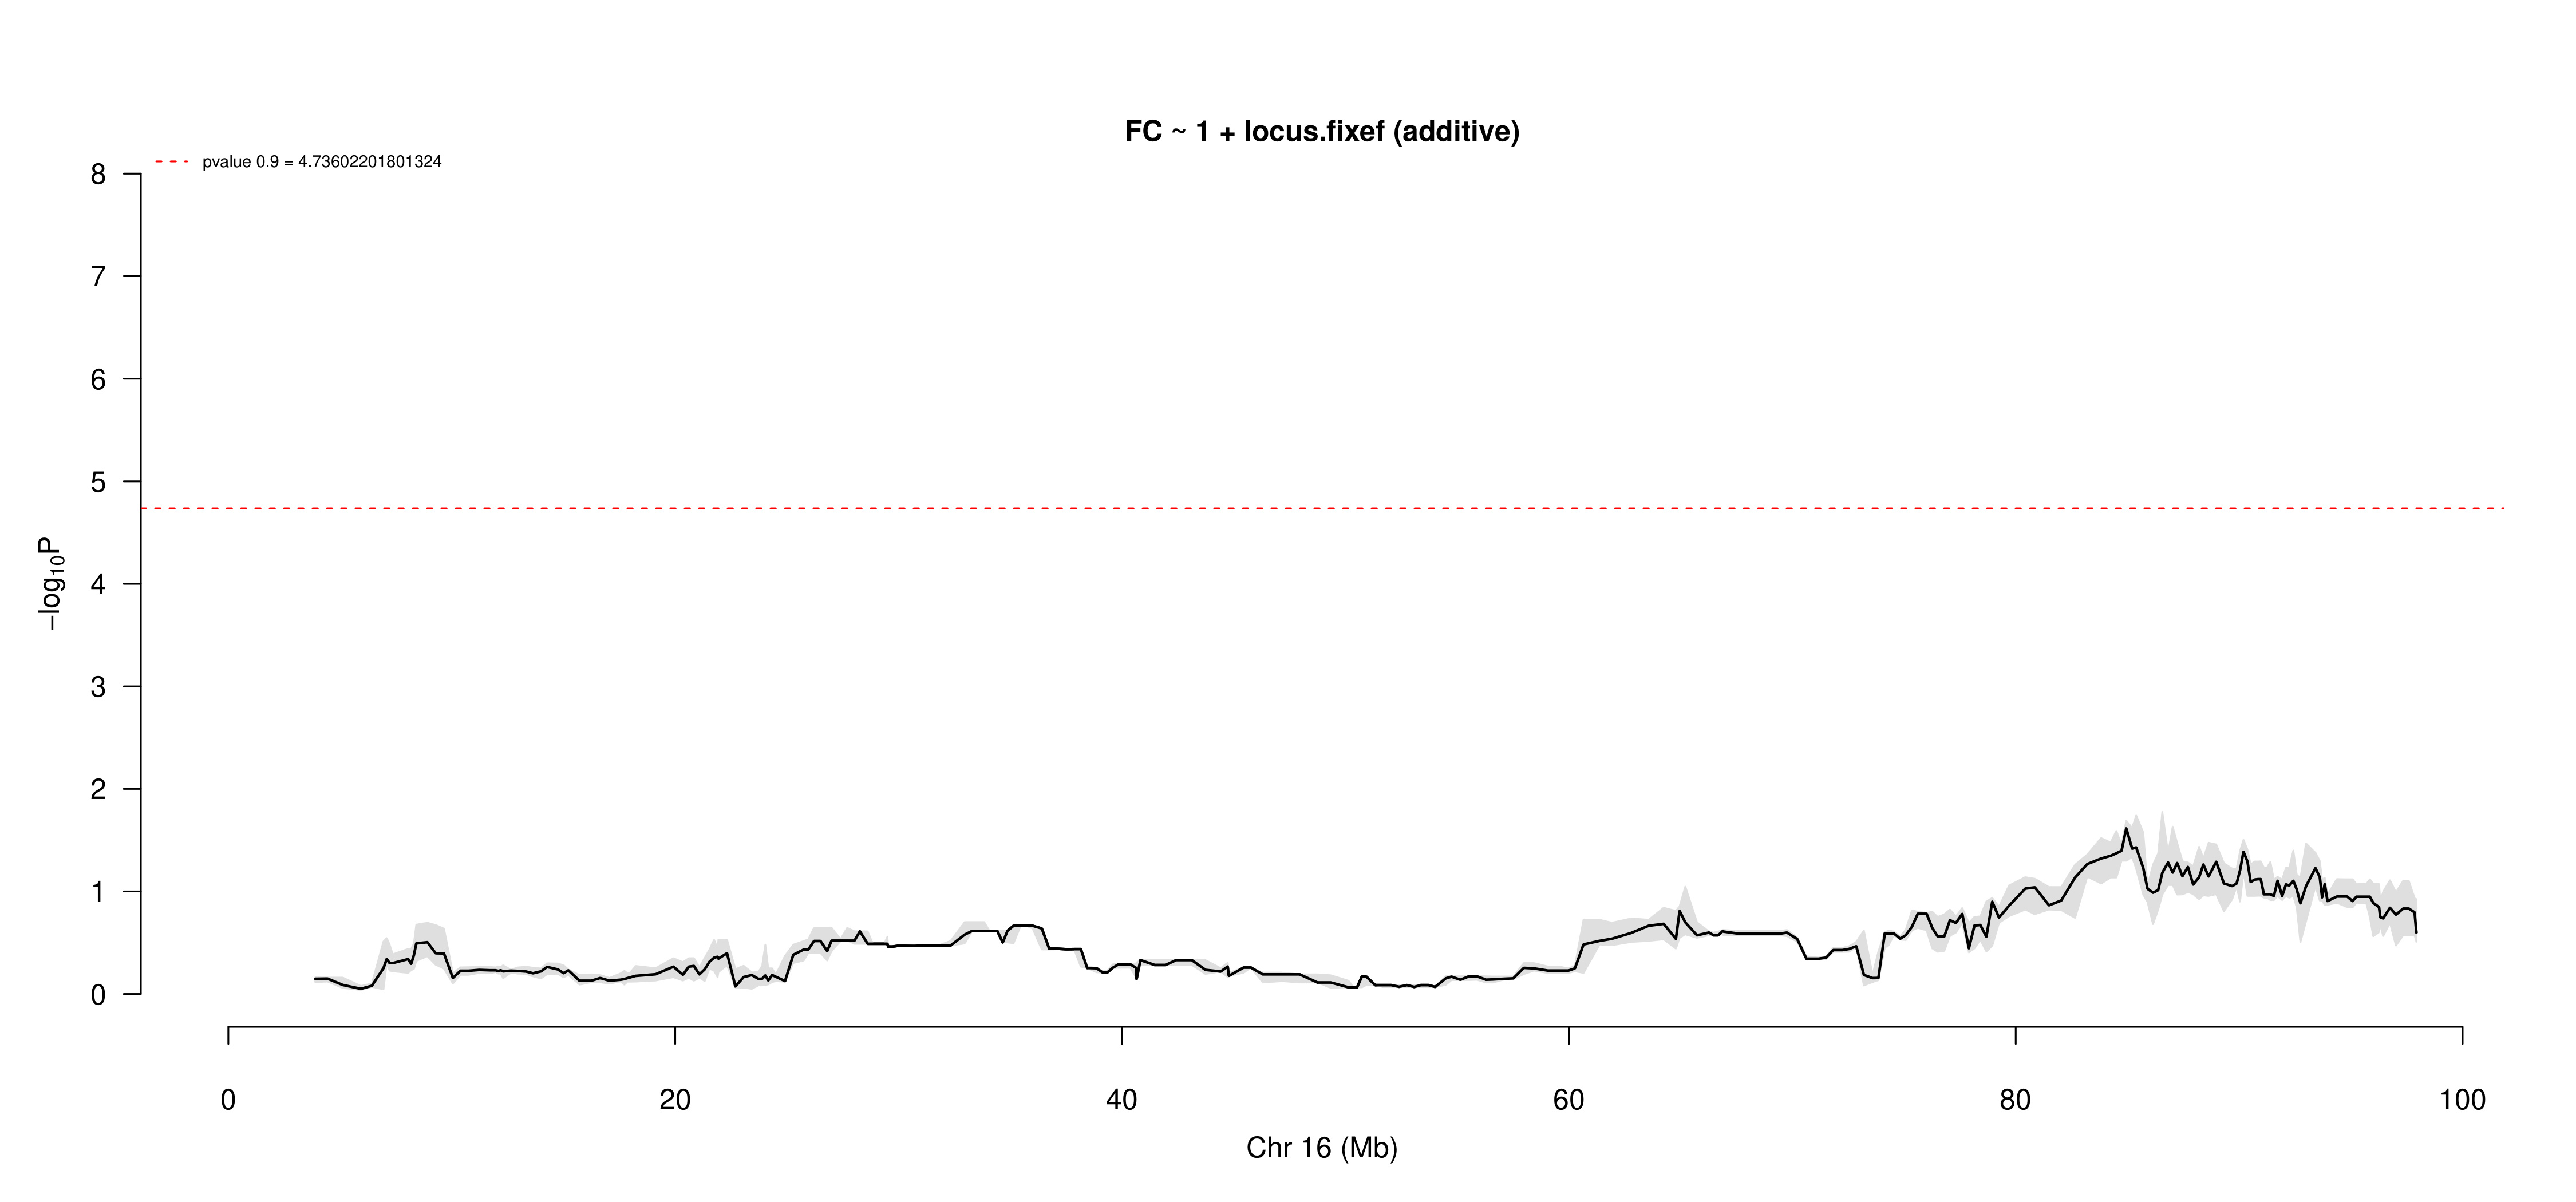 FC ~ 1 + locus.fixef (additive)
pvalue 0.9 = 4.73602201801324
8
7
6
5
4
3
2
1
0
−log10P
0 20 40 60 80 100
Chr 16 (Mb)